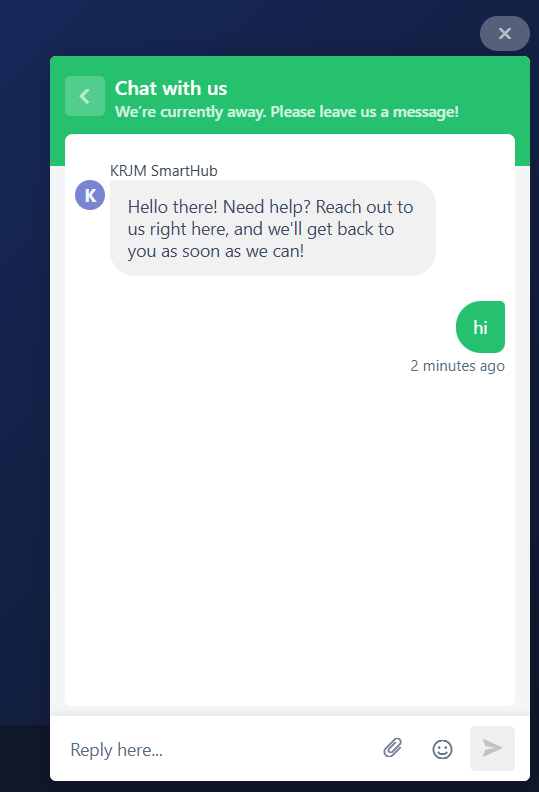 Chat with us
We're currently away. Please leave us a message!
KRJM SmartHub
K
Hello there! Need help? Reach out to
us right here, and we'll get back to
you as soon as we can!
hi
2 minutes ago
Reply here...